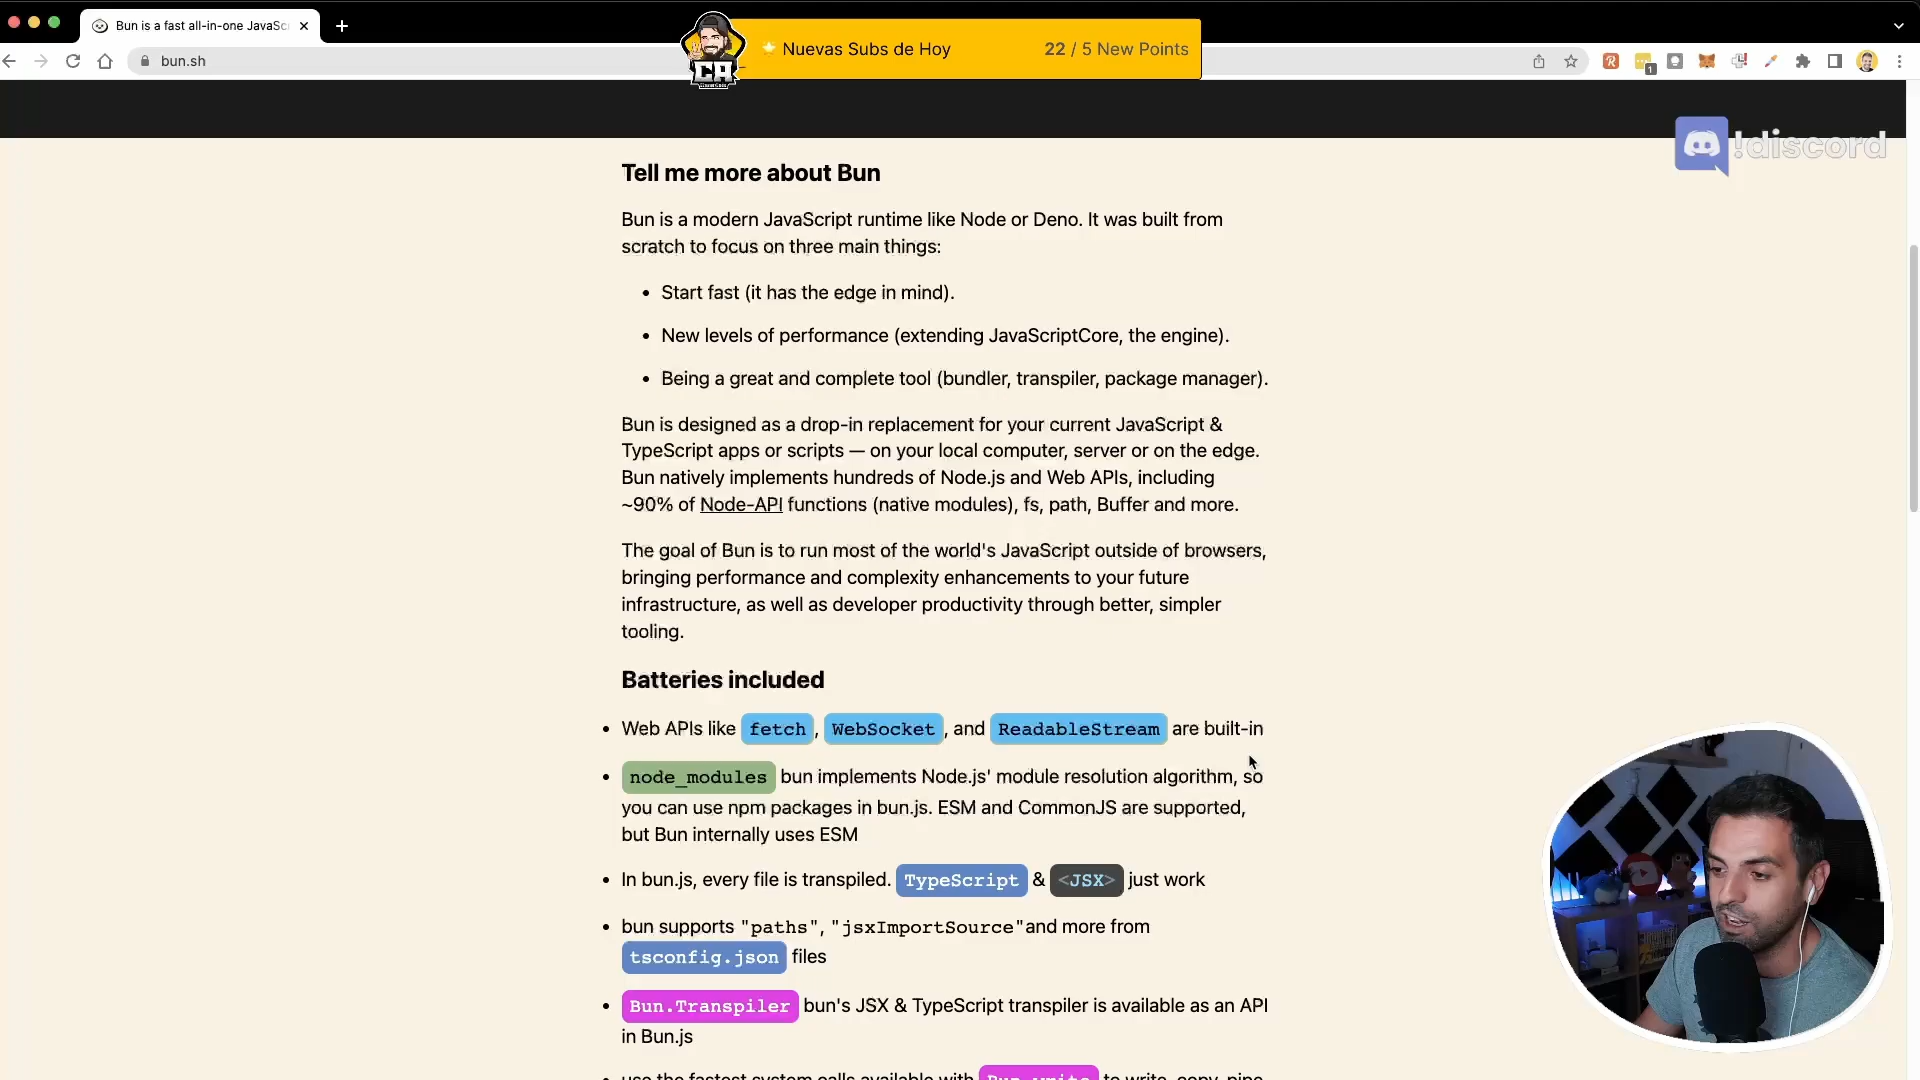 Bun is a fast all-in-one JavaSc
bun.sh
Nuevas Subs de Hoy 22 / 5 New Points
CA
1
!discord
Tell me more about Bun
Bun is a modern JavaScript runtime like Node or Deno. It was built from
scratch to focus on three main things:
• Start fast (it has the edge in mind).
• New levels of performance (extending JavaScriptCore, the engine).
• Being a great and complete tool (bundler, transpiler, package manager).
Bun is designed as a drop-in replacement for your current JavaScript &
TypeScript apps or scripts — on your local computer, server or on the edge.
Bun natively implements hundreds of Node.js and Web APIs, including
~90% of Node-API functions (native modules), fs, path, Buffer and more.
The goal of Bun is to run most of the world's JavaScript outside of browsers,
bringing performance and complexity enhancements to your future
infrastructure, as well as developer productivity through better, simpler
tooling.
Batteries included
• Web APIs like fetch, WebSocket, and ReadableStream are built-in
• node_modules bun implements Node.js' module resolution algorithm, so
you can use npm packages in bun.js. ESM and CommonJS are supported,
but Bun internally uses ESM
• In bun.js, every file is transpiled. TypeScript & <JSX> just work
• bun supports "paths", "jsxImportSource"and more from
tsconfig.json files
• Bun.Transpiler bun's JSX & TypeScript transpiler is available as an API
in Bun.js
• use the fastest system calls available with Bun.write to write, copy, pipe,